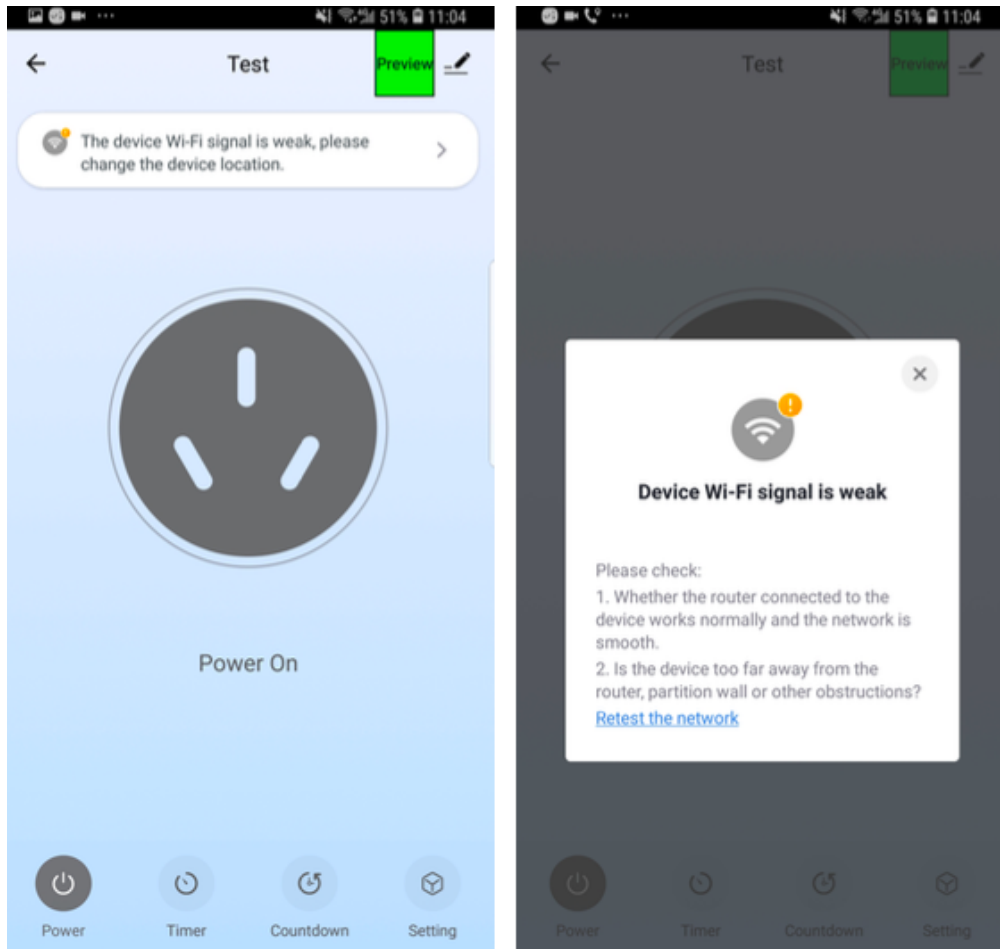 51% 11:04
Test
Preview
The device Wi-Fi signal is weak, please
change the device location.
Power On
Power
Timer
Countdown
Setting
51% 11:04
Test
Preview
Device Wi-Fi signal is weak
Please check:
1. Whether the router connected to the
device works normally and the network is
smooth.
2. Is the device too far away from the
router, partition wall or other obstructions?
Retest the network
Power
Timer
Countdown
Setting